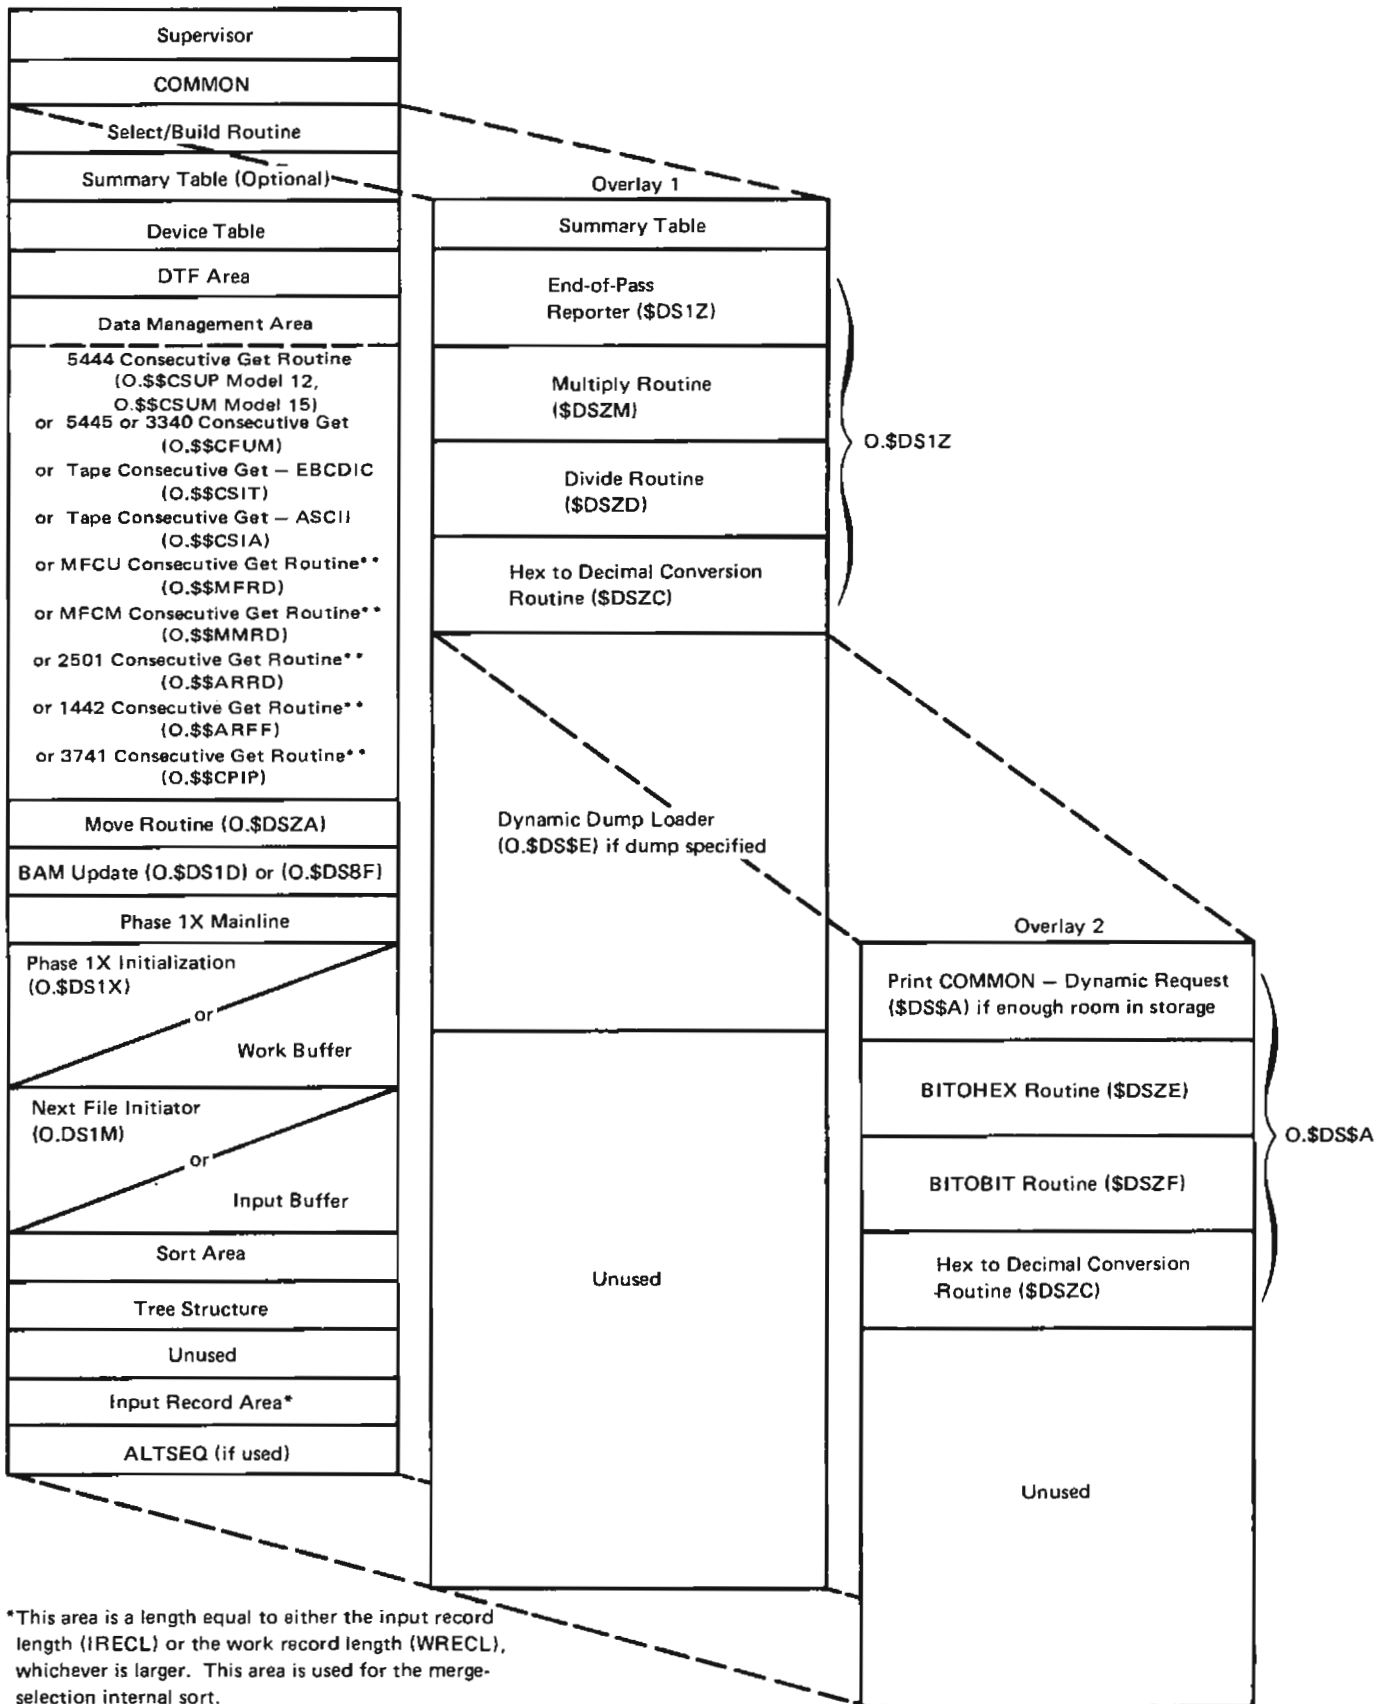 Supervisor
COMMON
Select/Build Routine
Summary Table (Optional)
Device Table
DTF Area
Data Management Area
5444 Consecutive Get Routine
(O.$$CSUP Model 12,
O.$$CSUM Model 15)
or 5445 or 3340 Consecutive Get
(O.$$CFUM)
or Tape Consecutive Get — EBCDIC
(O.$$CSIT)
or Tape Consecutive Get — ASCII
(O.$$CSIA)
or MFCU Consecutive Get Routine**
(O.$$MFRD)
or MFCM Consecutive Get Routine**
(O.$$MMRD)
or 2501 Consecutive Get Routine**
(O.$$ARRD)
or 1442 Consecutive Get Routine**
(O.$$ARFF)
or 3741 Consecutive Get Routine**
(O.$$CPIP)
Move Routine (O.$DSZA)
BAM Update (O.$DS1D) or (O.$DS8F)
Phase 1X Mainline
Phase 1X Initialization
(O.$DS1X)
or
Work Buffer
Next File Initiator
(O.DS1M)
or
Input Buffer
Sort Area
Tree Structure
Unused
Input Record Area*
ALTSEQ (if used)
Overlay 1
Summary Table
End-of-Pass
Reporter ($DS1Z)
Multiply Routine
($DSZM)
Divide Routine
($DSZD)
Hex to Decimal Conversion
Routine ($DSZC)
O.$DS1Z
Dynamic Dump Loader
(O.$DS$E) if dump specified
Unused
Overlay 2
Print COMMON — Dynamic Request
($DS$A) if enough room in storage
BITOHEX Routine ($DSZE)
BITOBIT Routine ($DSZF)
Hex to Decimal Conversion
Routine ($DSZC)
O.$DS$A
Unused
*This area is a length equal to either the input record
length (IRECL) or the work record length (WRECL),
whichever is larger. This area is used for the merge-
selection internal sort.